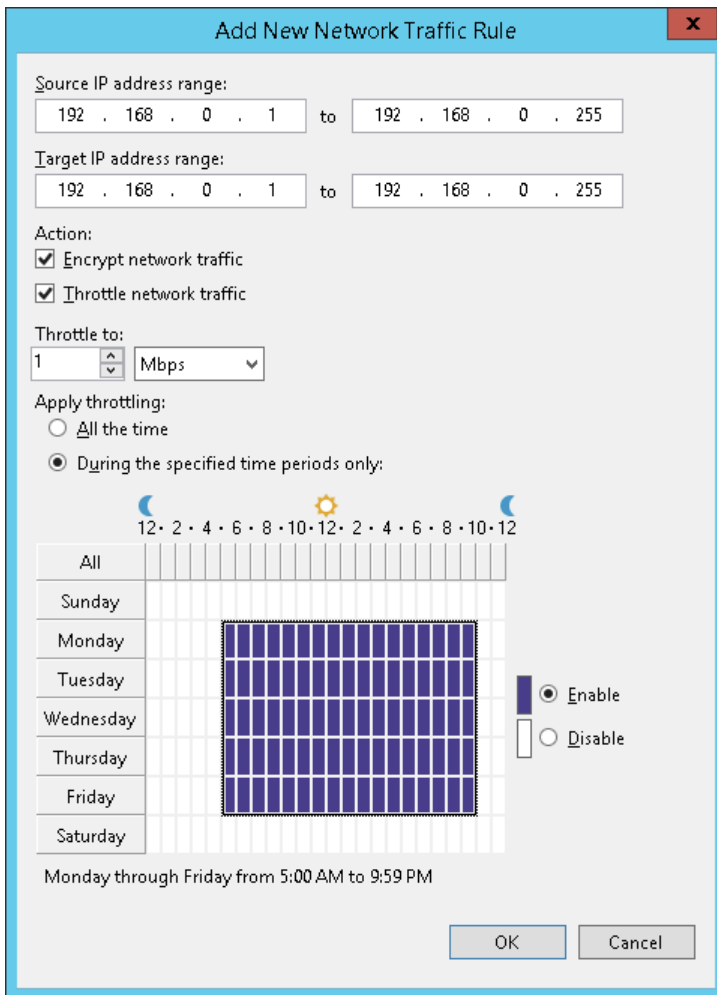 Add New Network Traffic Rule
x
Source IP address range:
192 . 168 . 0 . 1 to 192 . 168 . 0 . 255
Target IP address range:
192 . 168 . 0 . 1 to 192 . 168 . 0 . 255
Action:
Encrypt network traffic
Throttle network traffic
Throttle to:
1 Mbps
Apply throttling:
All the time
During the specified time periods only:
12 · 2 · 4 · 6 · 8 · 10 · 12 · 2 · 4 · 6 · 8 · 10 · 12
All
Sunday
Monday
Tuesday
Enable
Wednesday
Disable
Thursday
Friday
Saturday
Monday through Friday from 5:00 AM to 9:59 PM
OK Cancel